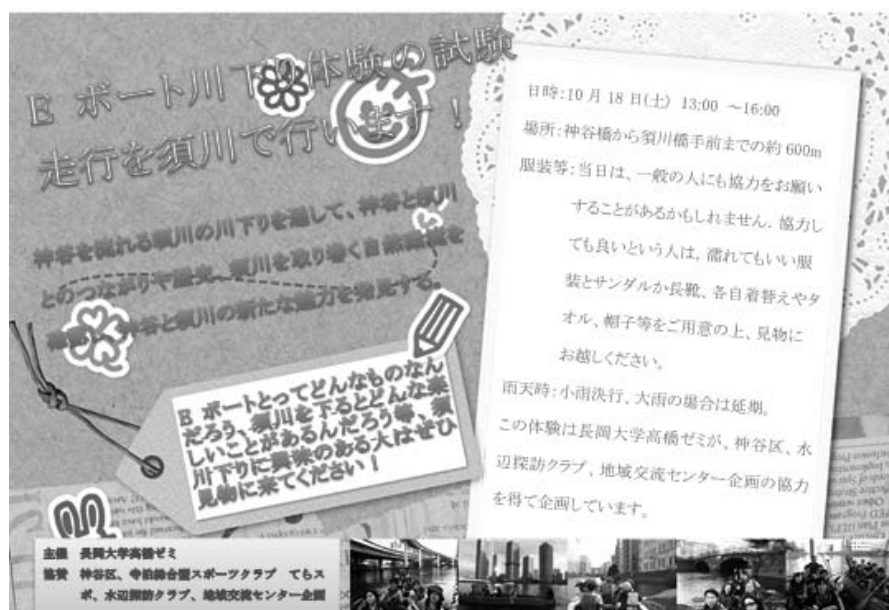 E ボート川下り体験の試験
走行を須川で行います！
神谷を流れる須川の川下りを通して、神谷と須川
とのつながりや歴史、須川を取り巻く自然環境を
神谷と須川の新たな魅力を発見する。
E ボートとってどんなものなん
だろう、須川を下るとどんな楽
しいことがあるんだろう等、須
川下りに興味のある人はぜひ
見物に来てください！
日時：10 月 18 日(土) 13:00 ～16:00
場所：神谷橋から須川橋手前までの約 600m
服装等：当日は、一般の人にも協力をお願い
することがあるかもしれません．協力し
ても良いという人は，濡れてもいい服
装とサンダルか長靴、各自着替えやタ
オル、帽子等をご用意の上、見物に
お越しください。
雨天時：小雨決行、大雨の場合は延期。
この体験は長岡大学高橋ゼミが、神谷区、水
辺探訪クラブ、地域交流センター企画の協力
を得て企画しています。
主催 長岡大学高橋ゼミ
協賛 神谷区、寺泊総合型スポーツクラブ てらス
ポ、水辺探訪クラブ、地域交流センター企画